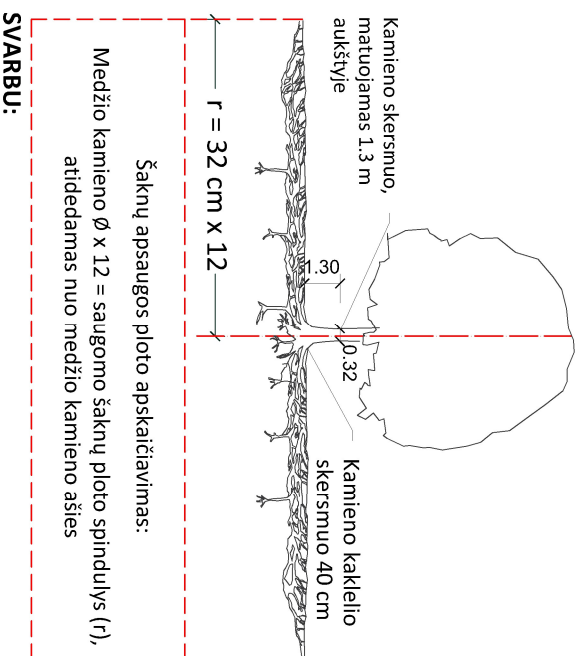 Kamieno skersmuo,
matuojamas 1.3 m
aukštyje
1.30
0.32
Kamieno kaklelio
skersmuo 40 cm
r = 32 cm x 12
Šaknų apsaugos ploto apskaičiavimas:
Medžio kamieno Ø x 12 = saugomo šaknų ploto spindulys (r),
atidedamas nuo medžio kamieno ašies
SVARBU: